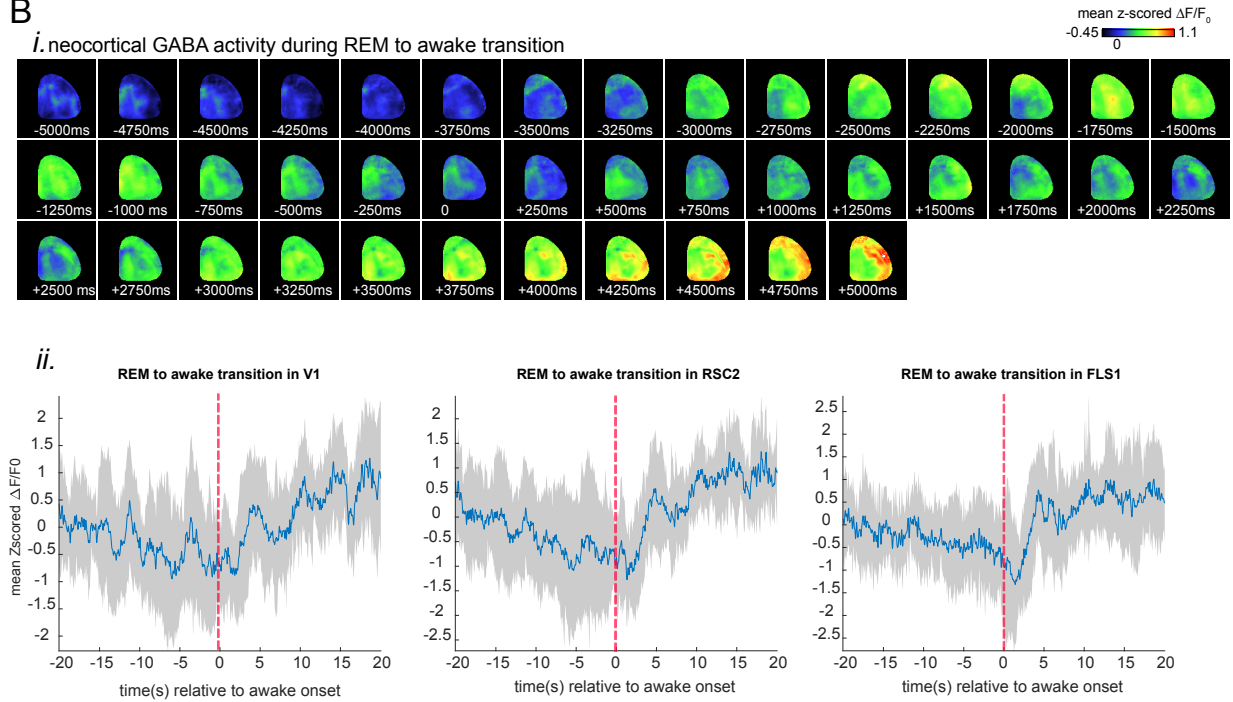 B
mean z-scored ΔF/F0
-0.45 1.1
0
i. neocortical GABA activity during REM to awake transition
-5000ms -4750ms -4500ms -4250ms -4000ms -3750ms -3500ms -3250ms -3000ms -2750ms -2500ms -2250ms -2000ms -1750ms -1500ms
-1250ms -1000 ms -750ms -500ms -250ms 0 +250ms +500ms +750ms +1000ms +1250ms +1500ms +1750ms +2000ms +2250ms
+2500 ms +2750ms +3000ms +3250ms +3500ms +3750ms +4000ms +4250ms +4500ms +4750ms +5000ms
ii.
REM to awake transition in V1
mean Zscored ΔF/F0
2
1.5
1
0.5
0
-0.5
-1
-1.5
-2
-20 -15 -10 -5 0 5 10 15 20
time(s) relative to awake onset
REM to awake transition in RSC2
2
1.5
1
0.5
0
-0.5
-1
-1.5
-2
-2.5
-20 -15 -10 -5 0 5 10 15 20
time(s) relative to awake onset
REM to awake transition in FLS1
2.5
2
1.5
1
0.5
0
-0.5
-1
-1.5
-2
-2.5
-20 -15 -10 -5 0 5 10 15 20
time(s) relative to awake onset